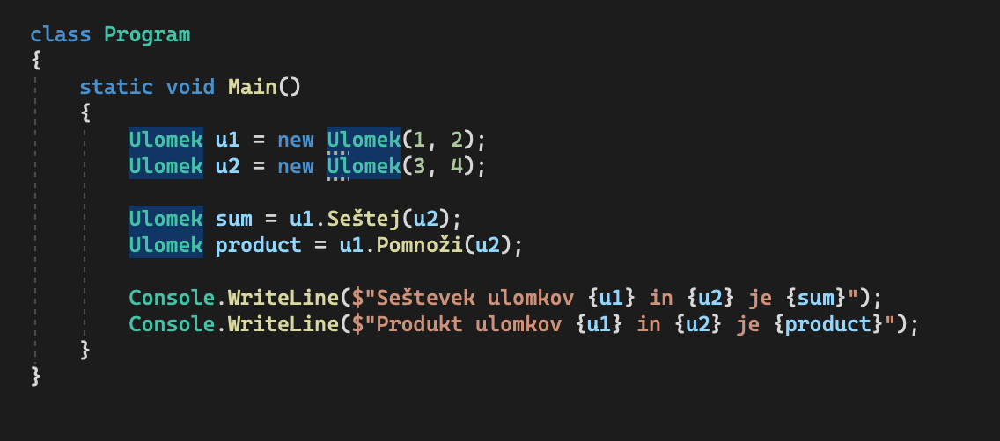 class Program
{
    static void Main()
    {
        Ulomek u1 = new Ulomek(1, 2);
        Ulomek u2 = new Ulomek(3, 4);

        Ulomek sum = u1.Seštej(u2);
        Ulomek product = u1.Pomnoži(u2);

        Console.WriteLine($"Seštevek ulomkov {u1} in {u2} je {sum}");
        Console.WriteLine($"Produkt ulomkov {u1} in {u2} je {product}");
    }
}